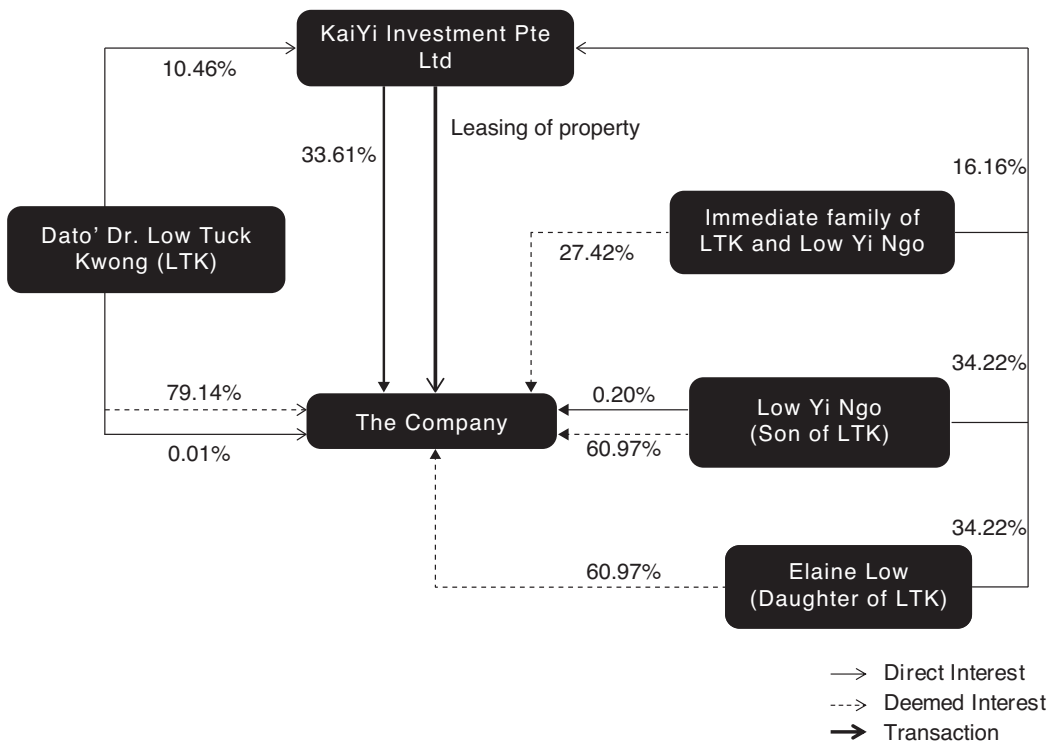 KaiYi Investment Pte
Ltd
10.46%
Leasing of property
33.61%
16.16%
Dato' Dr. Low Tuck
Kwong (LTK)
Immediate family of
LTK and Low Yi Ngo
27.42%
34.22%
79.14%
The Company
0.20%
Low Yi Ngo
(Son of LTK)
0.01%
60.97%
34.22%
60.97%
Elaine Low
(Daughter of LTK)
Direct Interest
Deemed Interest
Transaction